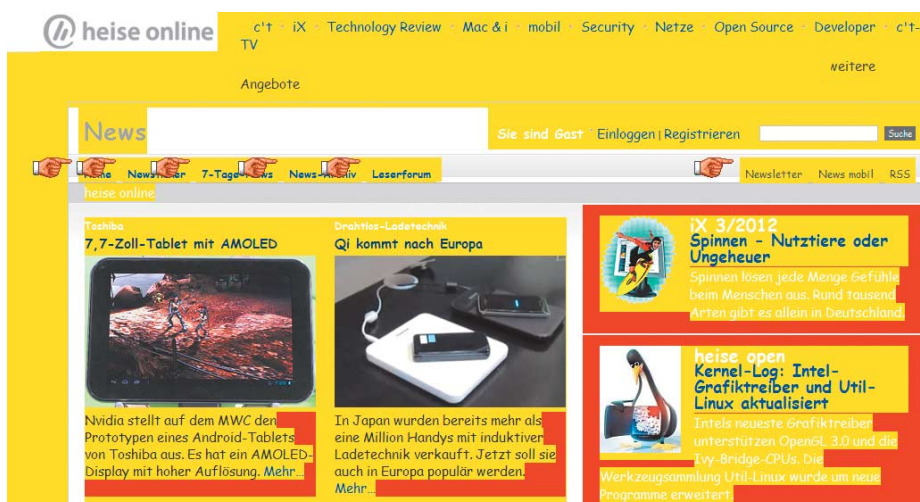 heise online
c't · iX · Technology Review · Mac & i · mobil · Security · Netze · Open Source · Developer · c't-
TV
weitere
Angebote
News
Sie sind Gast Einloggen | Registrieren
Suche
7-Tage-News
Leserforum
Newsletter News mobil RSS
heise online
Toshiba
7,7-Zoll-Tablet mit AMOLED
Nvidia stellt auf dem MWC den
Prototypen eines Android-Tablets
von Toshiba aus. Es hat ein AMOLED-
Display mit hoher Auflösung. Mehr...
Drahtlos-Ladetechnik
Qi kommt nach Europa
In Japan wurden bereits mehr als
eine Million Handys mit induktiver
Ladetechnik verkauft. Jetzt soll sie
auch in Europa populär werden.
Mehr...
iX 3/2012
Spinnen - Nutztiere oder
Ungeheuer
Spinnen lösen jede Menge Gefühle
beim Menschen aus. Rund tausend
Arten gibt es allein in Deutschland.
heise open
Kernel-Log: Intel-
Grafiktreiber und Util-
Linux aktualisiert
Intels neueste Grafiktreiber
unterstützen OpenGL 3.0 und die
Ivy-Bridge-CPUs. Die
Werkzeugsammlung Util-Linux wurde um neue
Programme erweitert.